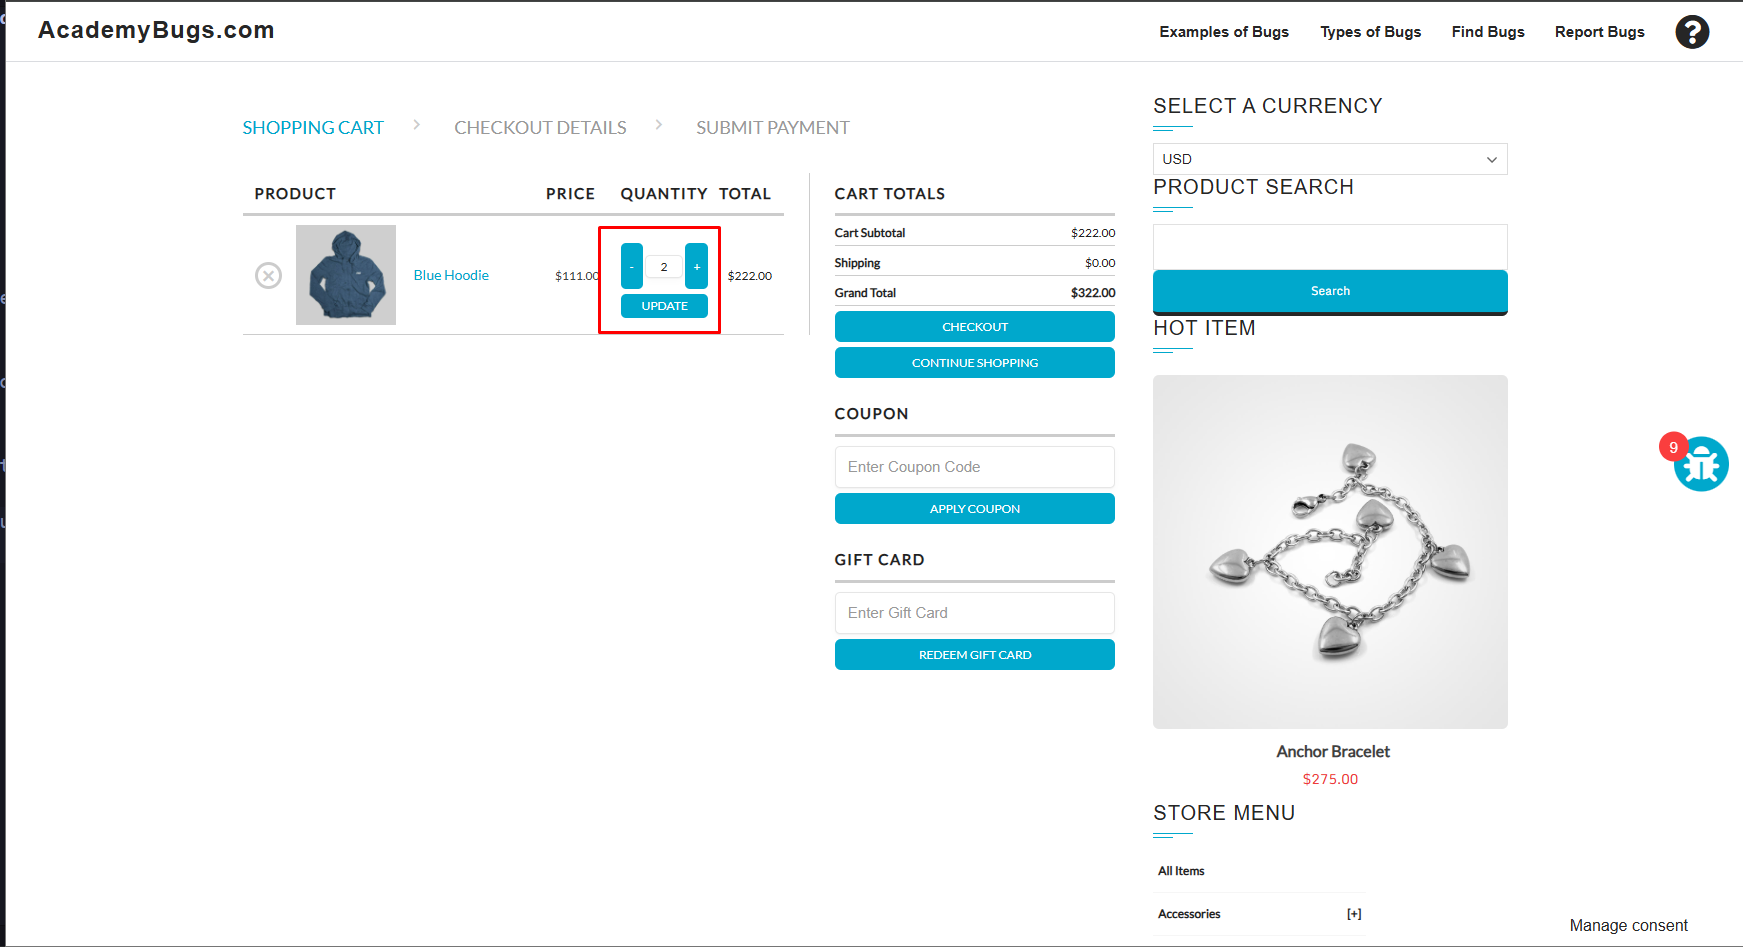 AcademyBugs.com
Examples of Bugs Types of Bugs Find Bugs Report Bugs ?
SHOPPING CART > CHECKOUT DETAILS > SUBMIT PAYMENT
PRODUCT PRICE QUANTITY TOTAL
Blue Hoodie $111.00 - 2 + $222.00
UPDATE
CART TOTALS
Cart Subtotal $222.00
Shipping $0.00
Grand Total $322.00
CHECKOUT
CONTINUE SHOPPING
COUPON
Enter Coupon Code
APPLY COUPON
GIFT CARD
Enter Gift Card
REDEEM GIFT CARD
SELECT A CURRENCY
USD
PRODUCT SEARCH
Search
HOT ITEM
Anchor Bracelet
$275.00
STORE MENU
All Items
Accessories [+]
9
Manage consent